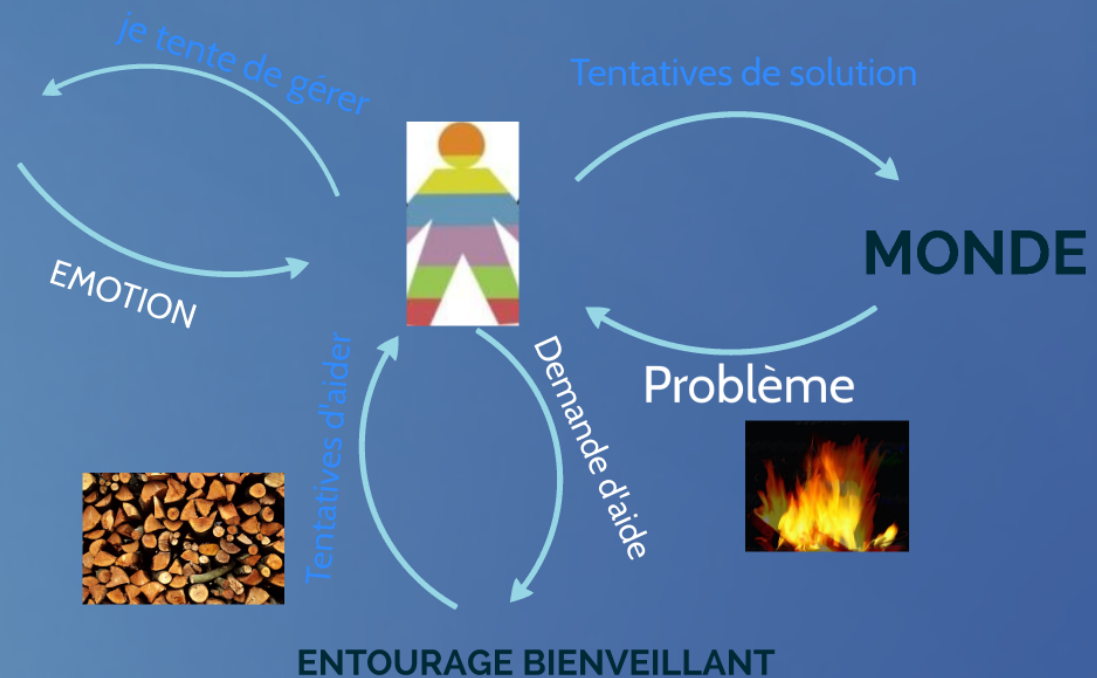 je tente de gérer
Tentatives de solution
MONDE
EMOTION
Problème
Tentatives d'aider
Demande d'aide
ENTOURAGE BIENVEILLANT